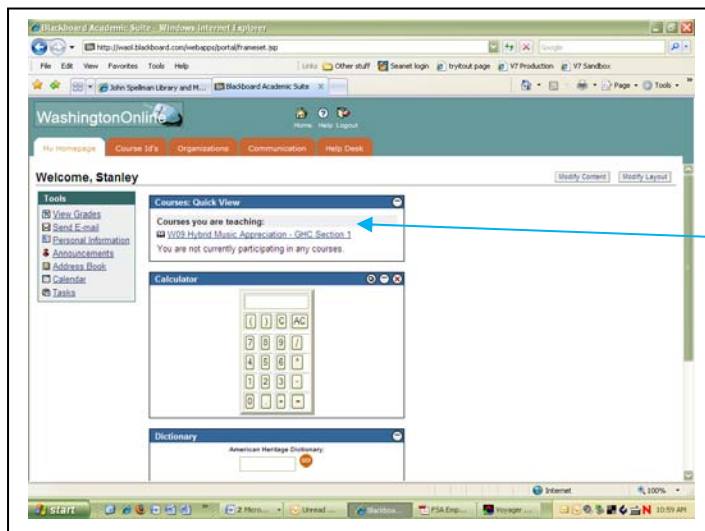 Blackboard Academic Suite - Windows Internet Explorer
http://waol.blackboard.com/webapps/portal/frameset.jsp
Google
File Edit View Favorites Tools Help
Links Other stuff Seanet login tryitout page V7 Production V7 Sandbox
John Spellman Library and M... Blackboard Academic Suite X
Page Tools
WashingtonOnline
Home Help Logout
My Homepage Course Id's Organizations Communication Help Desk
Welcome, Stanley
Modify Content Modify Layout
Tools
View Grades
Send E-mail
Personal Information
Announcements
Address Book
Calendar
Tasks
Courses: Quick View
Courses you are teaching:
W09 Hybrid Music Appreciation - GHC Section 1
You are not currently participating in any courses.
Calculator
( ) C AC
7 8 9 /
4 5 6 *
1 2 3 -
0 . + =
Dictionary
American Heritage Dictionary:
GO!
Internet 100%
start 2 Micro... Unread ... Blackboa... FSA Emp... Voyager ... 10:59 AM